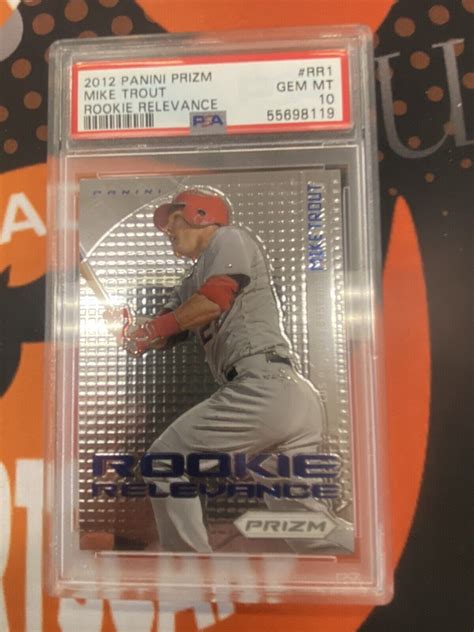 2012 PANINI PRIZM #RR1
MIKE TROUT GEM MT
ROOKIE RELEVANCE 10
PSA 55698119
PANINI
MIKE TROUT
ROOKIE
RELEVANCE
PRIZM